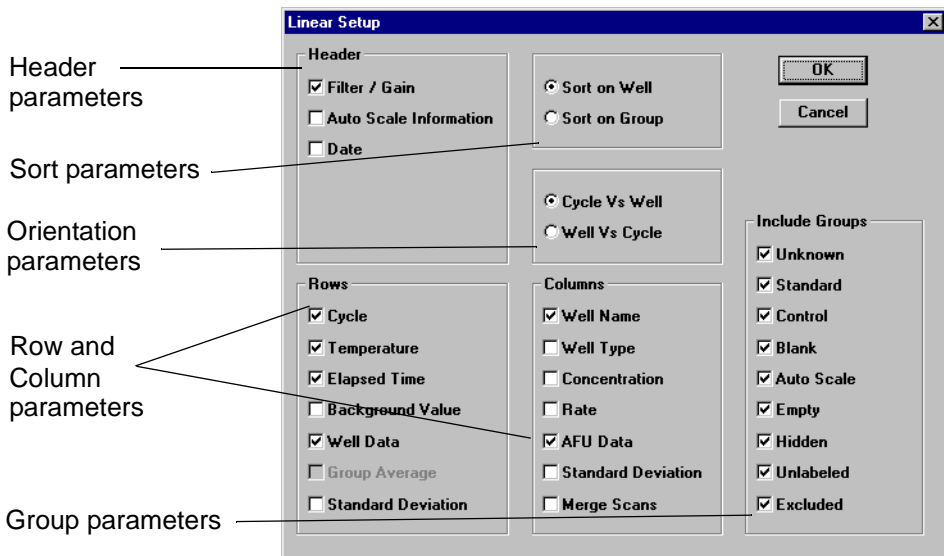 Linear Setup
Header
parameters
Sort parameters
Orientation
parameters
Row and
Column
parameters
Group parameters
Header
Filter / Gain
Auto Scale Information
Date
Sort on Well
Sort on Group
Cycle Vs Well
Well Vs Cycle
OK
Cancel
Rows
Cycle
Temperature
Elapsed Time
Background Value
Well Data
Group Average
Standard Deviation
Columns
Well Name
Well Type
Concentration
Rate
AFU Data
Standard Deviation
Merge Scans
Include Groups
Unknown
Standard
Control
Blank
Auto Scale
Empty
Hidden
Unlabeled
Excluded